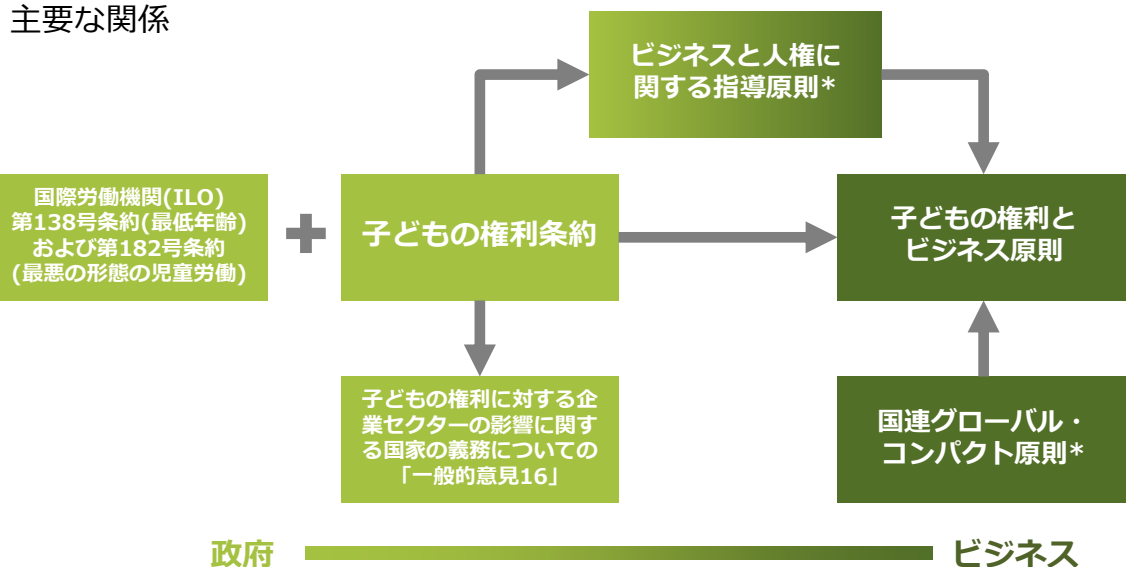 主要な関係
ビジネスと人権に
関する指導原則*
国際労働機関(ILO)
第138号条約(最低年齢)
および第182号条約
(最悪の形態の児童労働)
子どもの権利条約
子どもの権利と
ビジネス原則
子どもの権利に対する企
業セクターの影響に関す
る国家の義務についての
「一般的意見16」
国連グローバル・
コンパクト原則*
政府
ビジネス